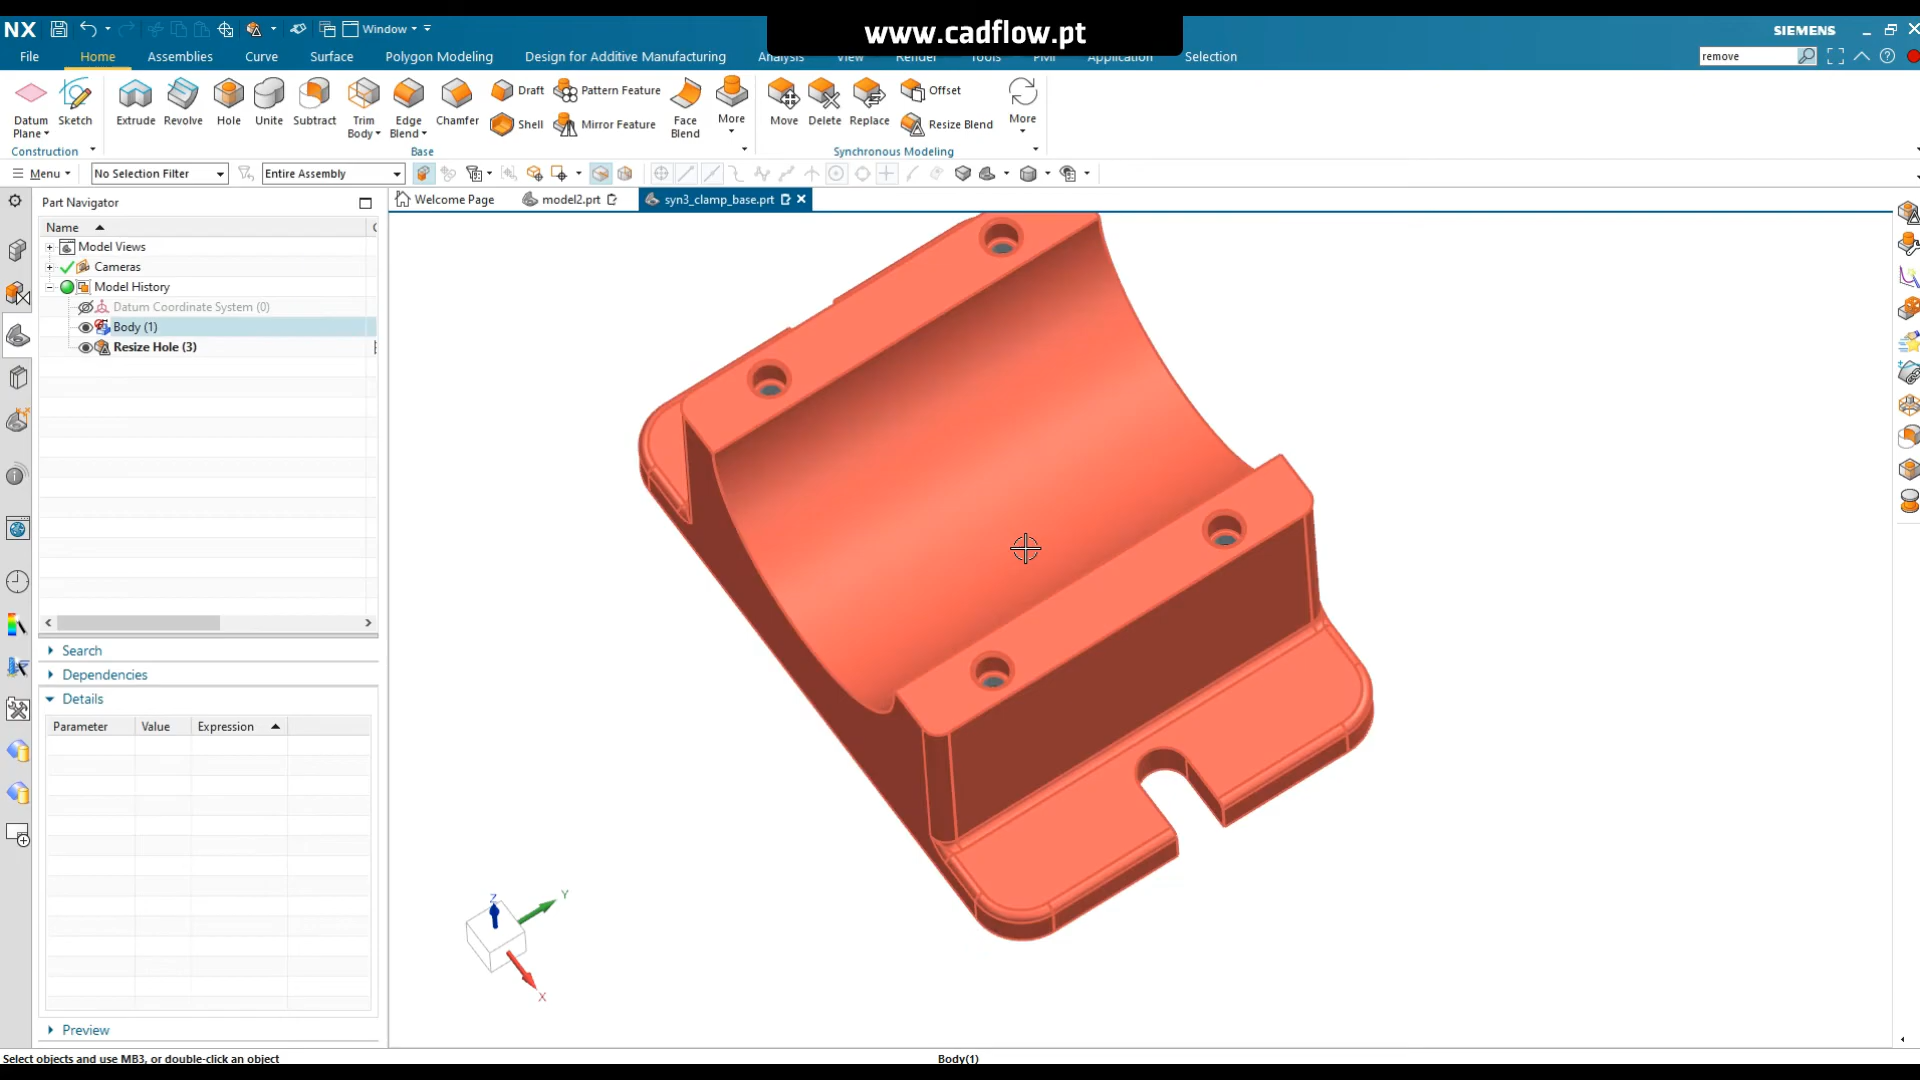 NX
Window
www.cadflow.pt
SIEMENS
File
Home
Assemblies
Curve
Surface
Polygon Modeling
Design for Additive Manufacturing
Analysis
View
Render
Tools
PMI
Application
Selection
remove
Datum
Plane
Sketch
Extrude
Revolve
Hole
Unite
Subtract
Trim
Body
Edge
Blend
Chamfer
Draft
Shell
Pattern Feature
Mirror Feature
Face
Blend
More
Move
Delete
Replace
Offset
Resize Blend
More
Construction
Base
Synchronous Modeling
Menu
No Selection Filter
Entire Assembly
Part Navigator
Welcome Page
model2.prt
syn3_clamp_base.prt
Name
C
Model Views
Cameras
Model History
Datum Coordinate System (0)
Body (1)
Resize Hole (3)
Search
Dependencies
Details
Parameter
Value
Expression
Preview
Z
Y
X
Select objects and use MB3, or double-click an object
Body(1)